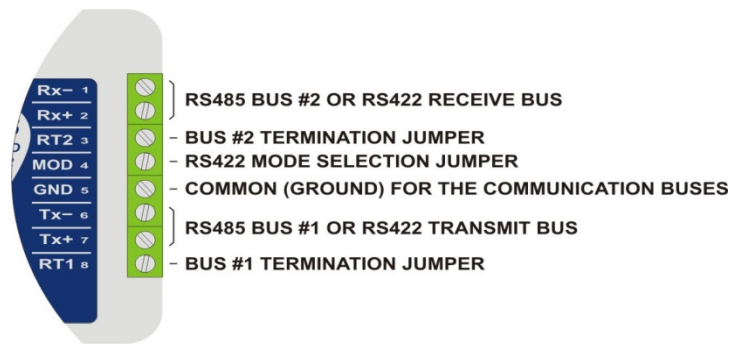 Rx– 1
Rx+ 2
RT2 3
MOD 4
GND 5
Tx– 6
Tx+ 7
RT1 8
RS485 BUS #2 OR RS422 RECEIVE BUS
– BUS #2 TERMINATION JUMPER
– RS422 MODE SELECTION JUMPER
– COMMON (GROUND) FOR THE COMMUNICATION BUSES
RS485 BUS #1 OR RS422 TRANSMIT BUS
– BUS #1 TERMINATION JUMPER